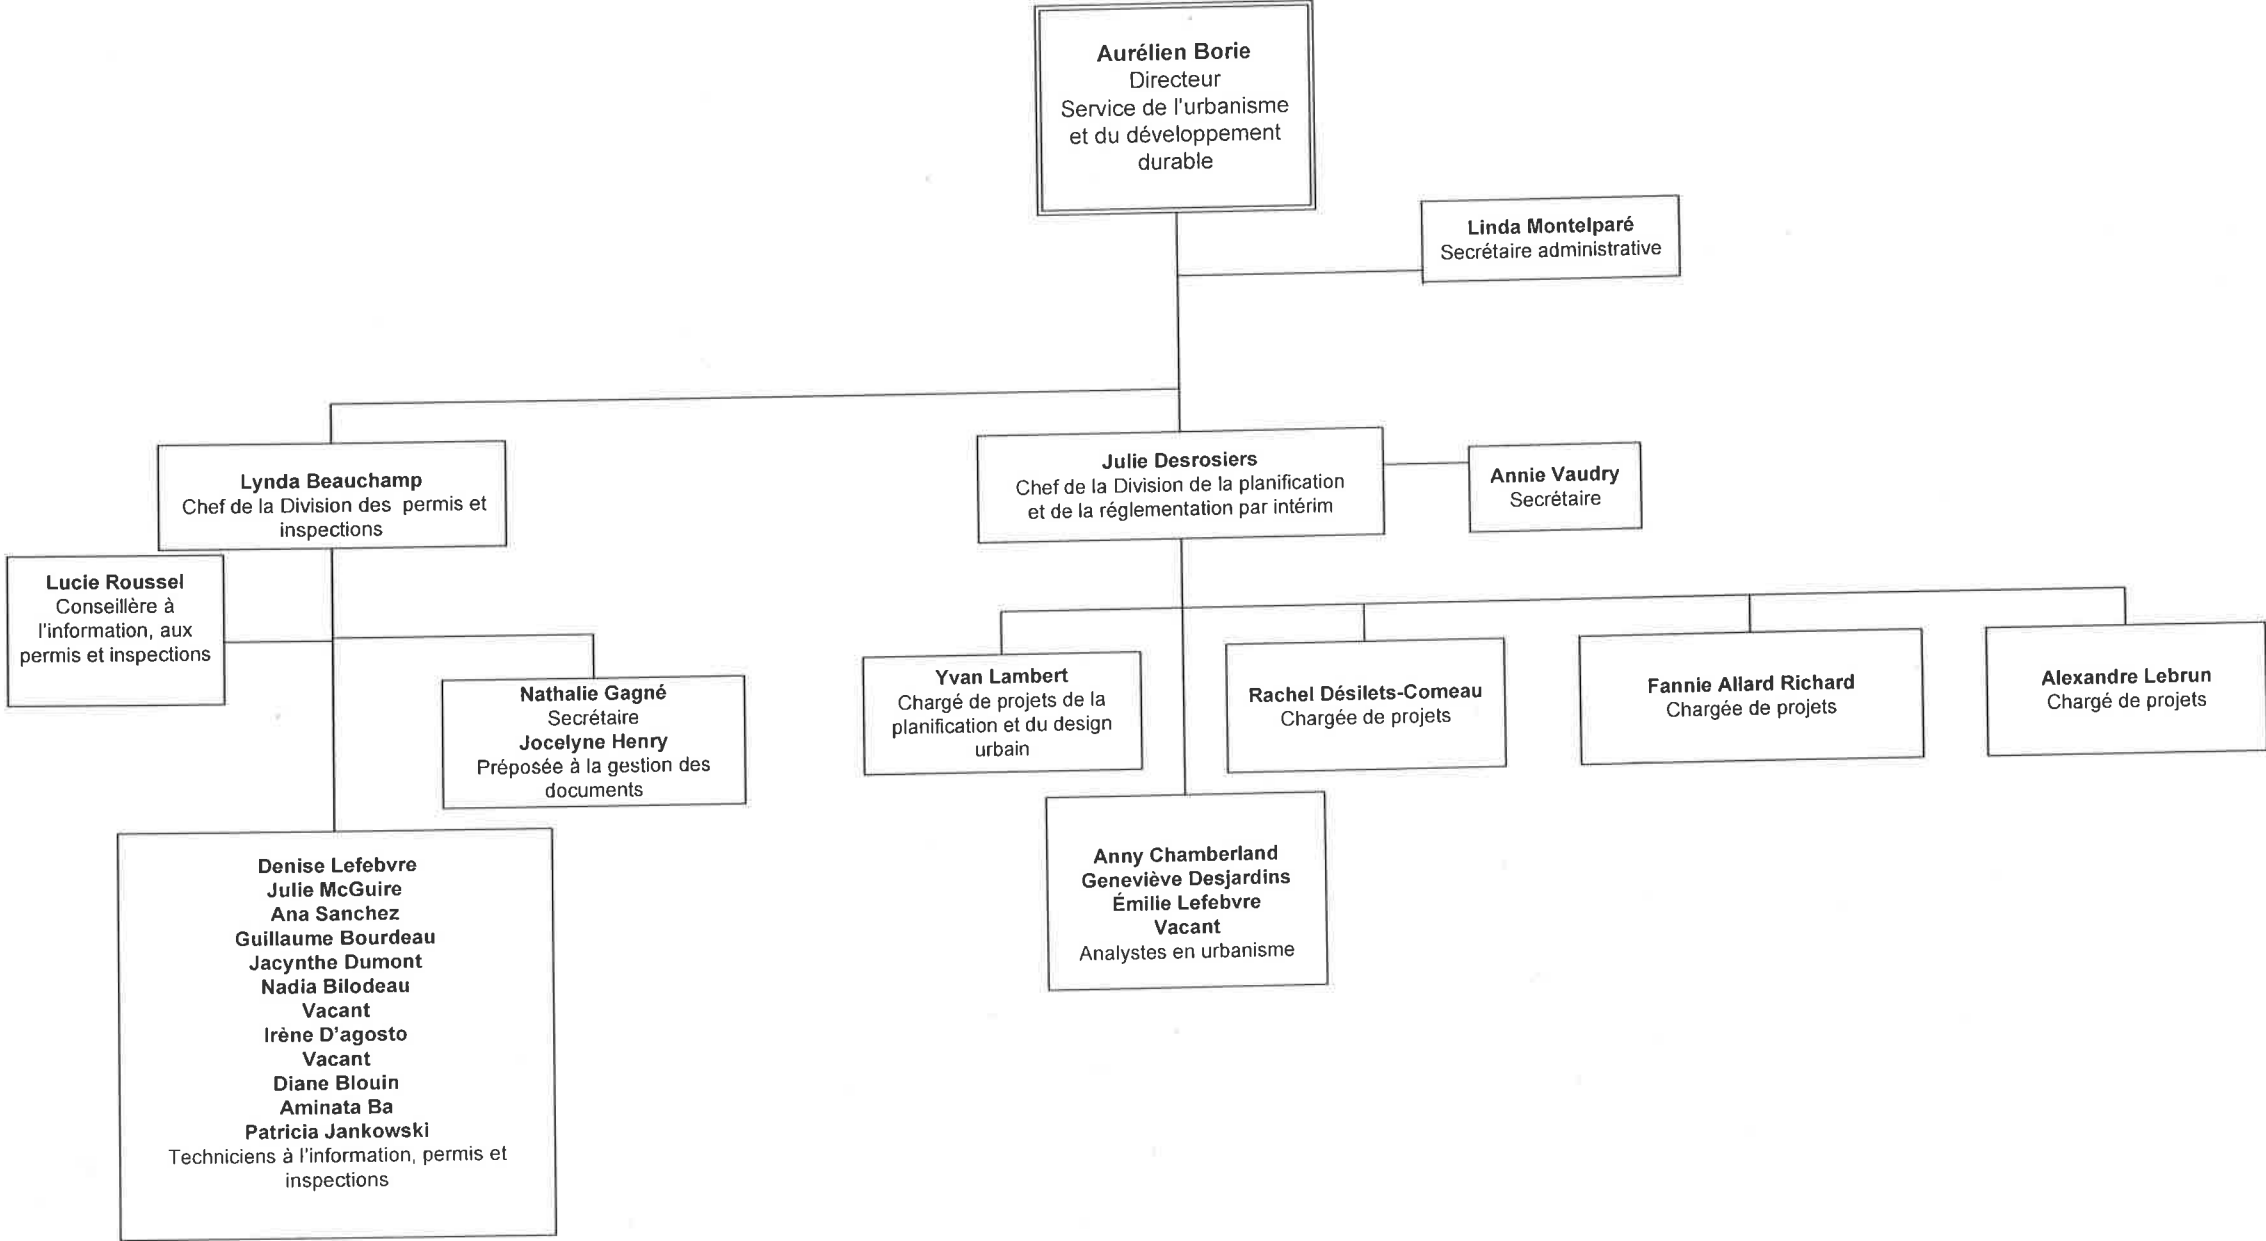 Aurélien Borie
Directeur
Service de l'urbanisme
et du développement
durable
Linda Montelparé
Secrétaire administrative
Lynda Beauchamp
Chef de la Division des permis et
inspections
Julie Desrosiers
Chef de la Division de la planification
et de la réglementation par intérim
Annie Vaudry
Secrétaire
Lucie Roussel
Conseillère à
l'information, aux
permis et inspections
Nathalie Gagné
Secrétaire
Jocelyne Henry
Préposée à la gestion des
documents
Yvan Lambert
Chargé de projets de la
planification et du design
urbain
Rachel Désilets-Comeau
Chargée de projets
Fannie Allard Richard
Chargée de projets
Alexandre Lebrun
Chargé de projets
Denise Lefebvre
Julie McGuire
Ana Sanchez
Guillaume Bourdeau
Jacynthe Dumont
Nadia Bilodeau
Vacant
Irène D'agosto
Vacant
Diane Blouin
Aminata Ba
Patricia Jankowski
Techniciens à l'information, permis et
inspections
Anny Chamberland
Geneviève Desjardins
Émilie Lefebvre
Vacant
Analystes en urbanisme